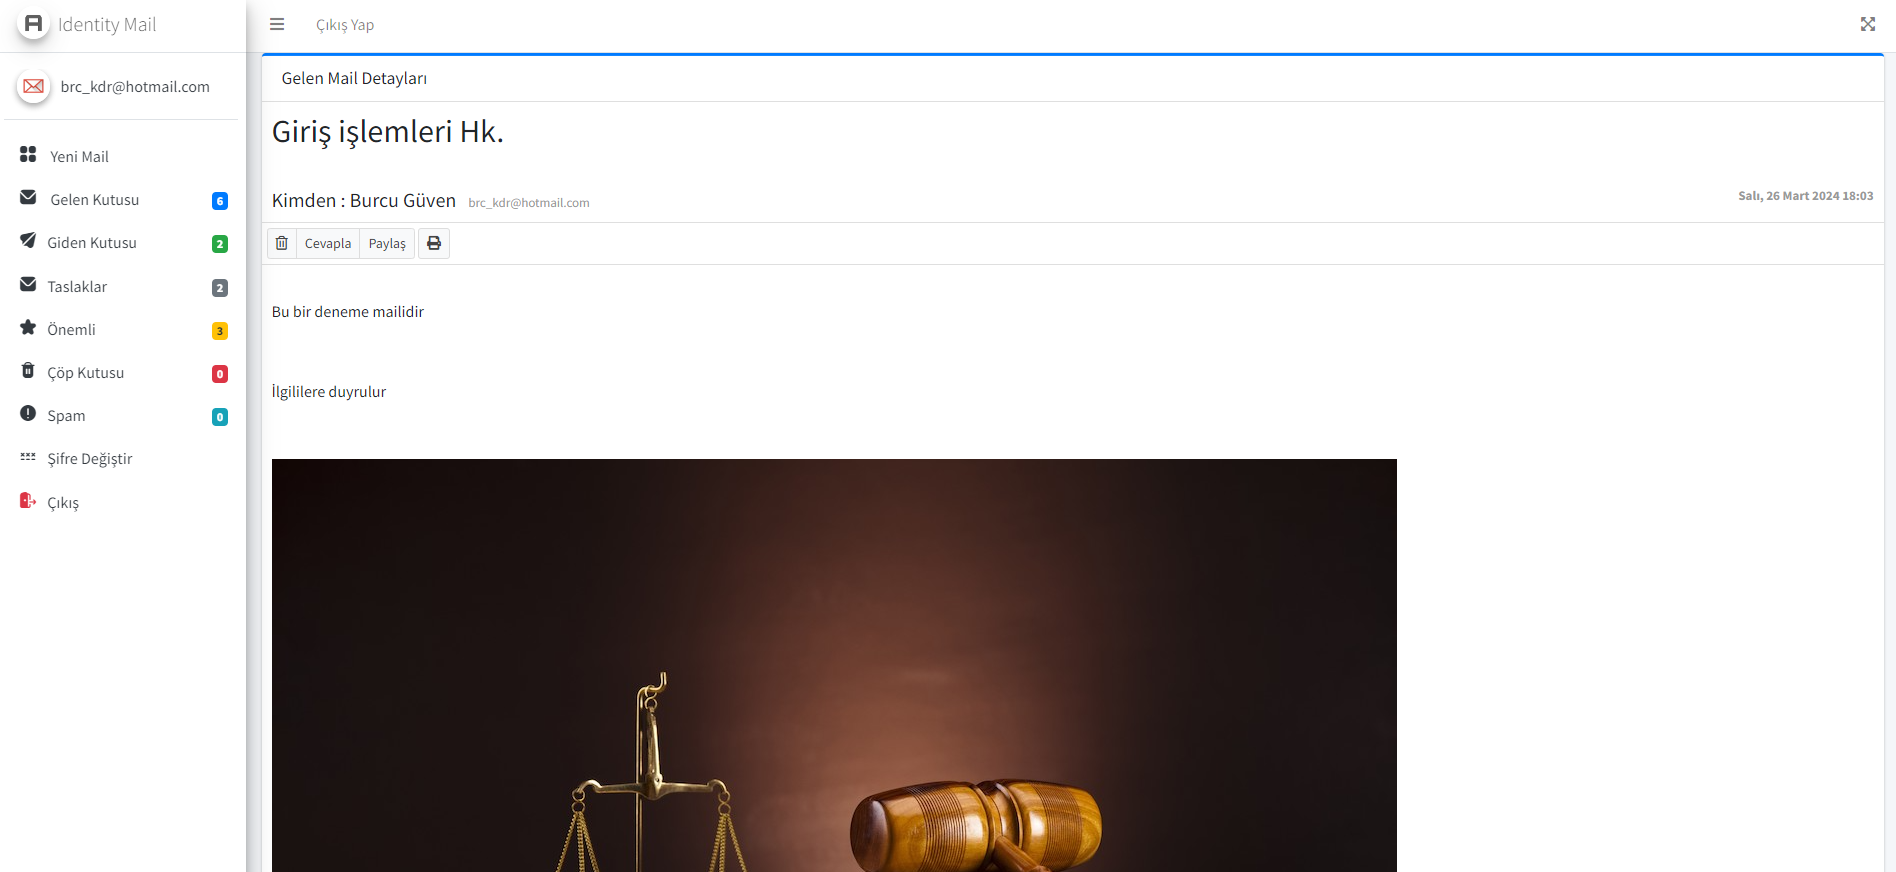 Identity Mail
brc_kdr@hotmail.com
Yeni Mail
Gelen Kutusu 6
Giden Kutusu 2
Taslaklar 2
Önemli 3
Çöp Kutusu 0
Spam 0
Şifre Değiştir
Çıkış
Çıkış Yap
Gelen Mail Detayları
Giriş işlemleri Hk.
Kimden : Burcu Güven brc_kdr@hotmail.com
Salı, 26 Mart 2024 18:03
Cevapla Paylaş
Bu bir deneme mailidir
İlgililere duyrulur